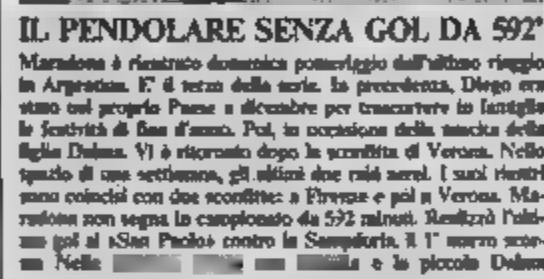 IL PENDOLARE SENZA GOL DA 592'
Maradona è rientrato domenica pomeriggio dall'ultimo viaggio
in Argentina. E' il terzo della serie. In precedenza, Diego era
stato nel proprio Paese a dicembre per trascorrere in famiglia
le festività di fine d'anno. Poi, in occasione della nascita della
figlia Dalma. Vi è ritornato dopo la sconfitta di Verona. Nello
spazio di una settimana, gli ultimi due raid aerei. I suoi rientri
sono coincisi con due sconfitte: a Firenze e poi a Verona. Ma-
radona non segna in campionato da 592 minuti. Realizzò l'ulti-
mo gol al «San Paolo» contro la Sampdoria, il 1° marzo scor-
so Nelle e la piccola Dalma